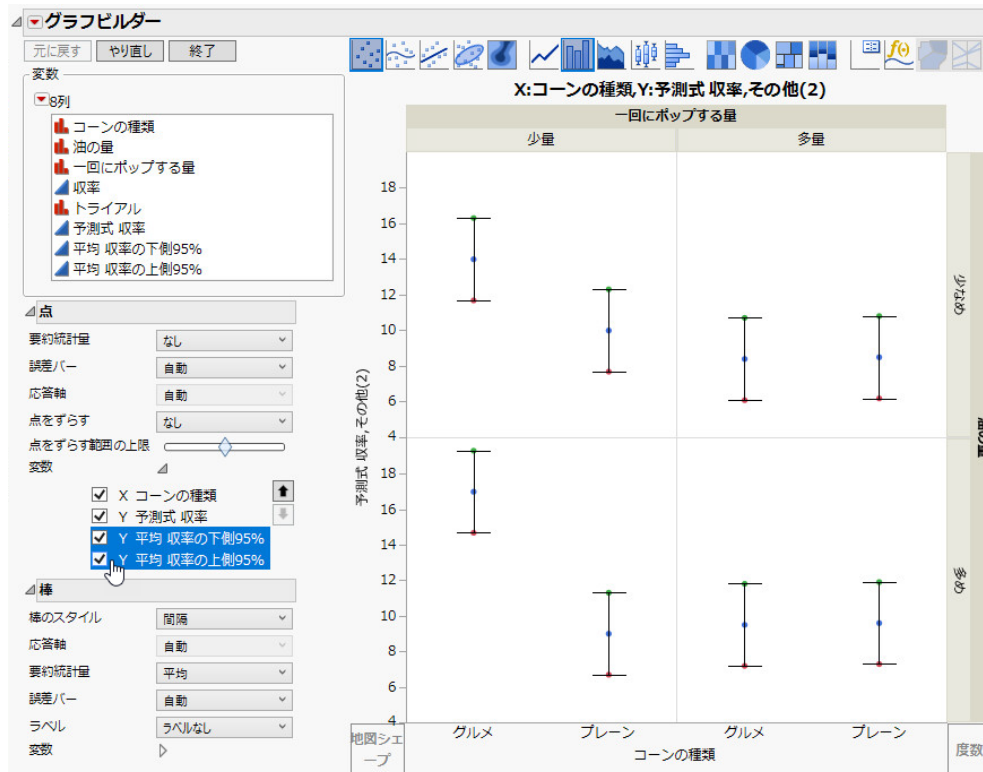 グラフビルダー
元に戻す やり直し 終了
変数
8列
コーンの種類
油の量
一回にポップする量
収率
トライアル
予測式 収率
平均 収率の下側95%
平均 収率の上側95%
点
要約統計量 なし
誤差バー 自動
応答軸 自動
点をずらす なし
点をずらす範囲の上限
変数
X コーンの種類
Y 予測式 収率
Y 平均 収率の下側95%
Y 平均 収率の上側95%
棒
棒のスタイル 間隔
応答軸 自動
要約統計量 平均
誤差バー 自動
ラベル ラベルなし
変数
X:コーンの種類,Y:予測式 収率,その他(2)
一回にポップする量
少量 多量
18
16
14
12
10
8
6
4
18
16
14
12
10
8
6
4
予測式 収率,その他(2)
少なめ
多め
グルメ プレーン グルメ プレーン
コーンの種類
地図シェ
ープ
度数